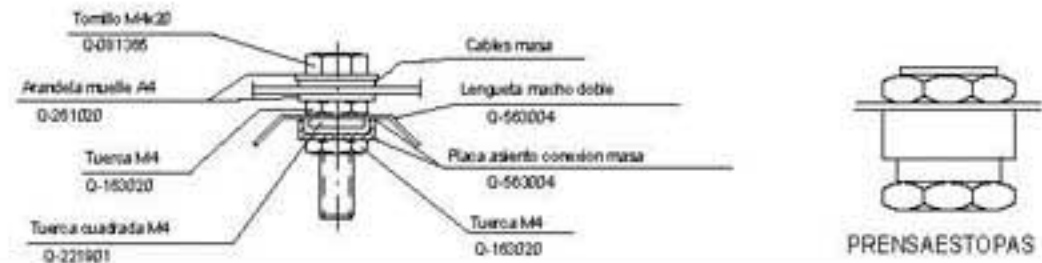 Tornillo M4x20
Q-081365
Arandela muelle A4
Q-261020
Tuerca M4
Q-163020
Tuerca cuadrada M4
Q-221901
Cables masa
Lengueta macho doble
Q-563004
Placa asiento conexion masa
Q-563004
Tuerca M4
Q-163020
PRENSAESTOPAS